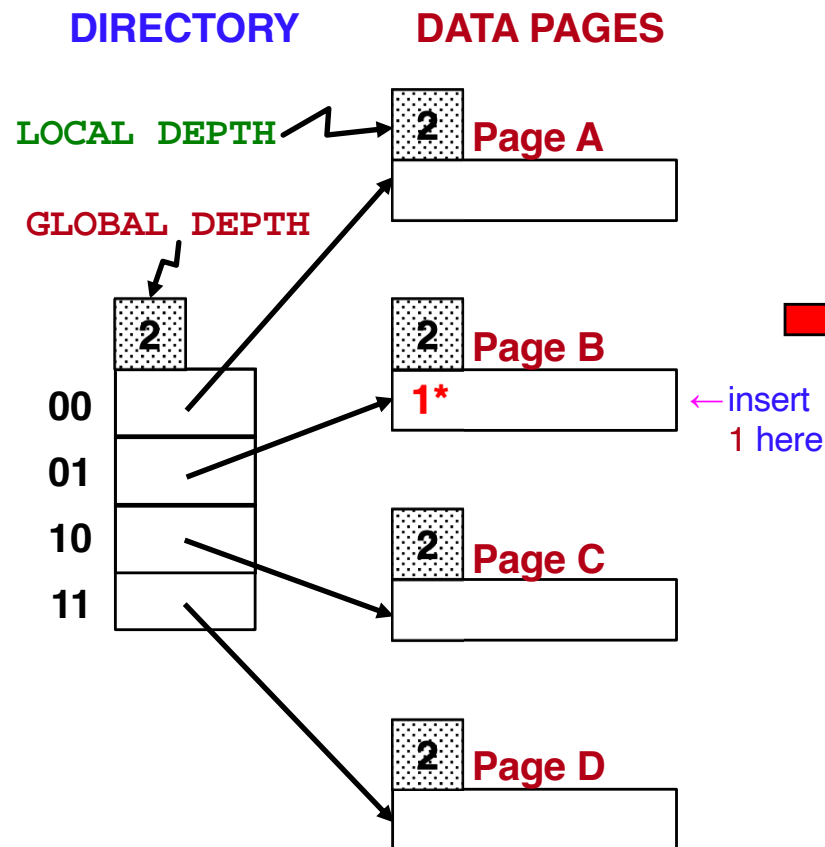 DIRECTORY
DATA PAGES
LOCAL DEPTH
2
Page A
GLOBAL DEPTH
2
2
Page B
00
1*
←insert
1 here
01
10
11
2
Page C
2
Page D